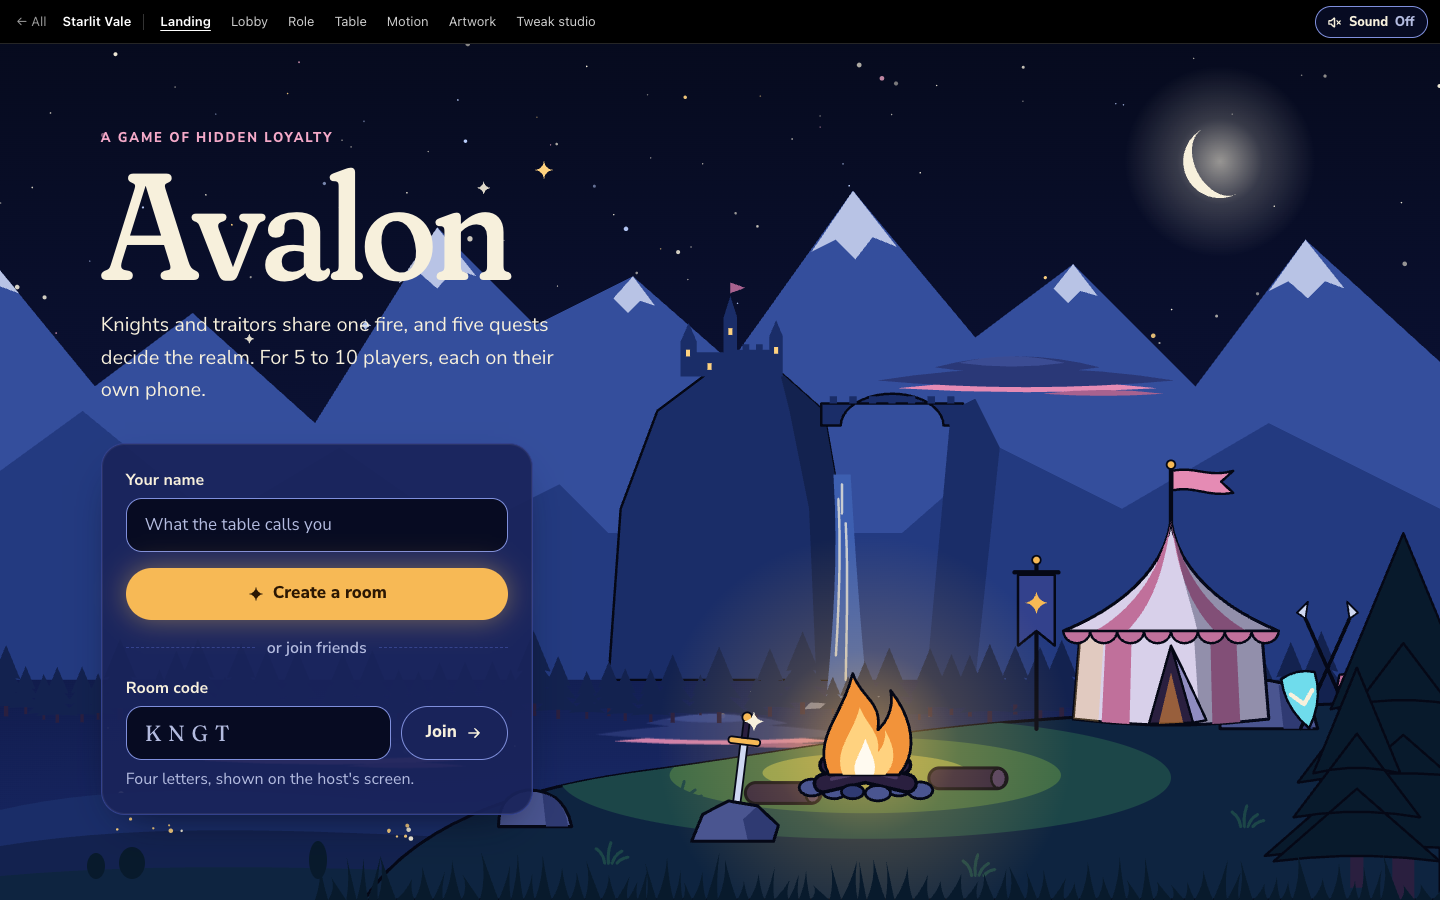 ← All Starlit Vale Landing Lobby Role Table Motion Artwork Tweak studio Sound Off
A GAME OF HIDDEN LOYALTY
Avalon
Knights and traitors share one fire, and five quests
decide the realm. For 5 to 10 players, each on their
own phone.
Your name
What the table calls you
Create a room
or join friends
Room code
KNGT
Join →
Four letters, shown on the host's screen.